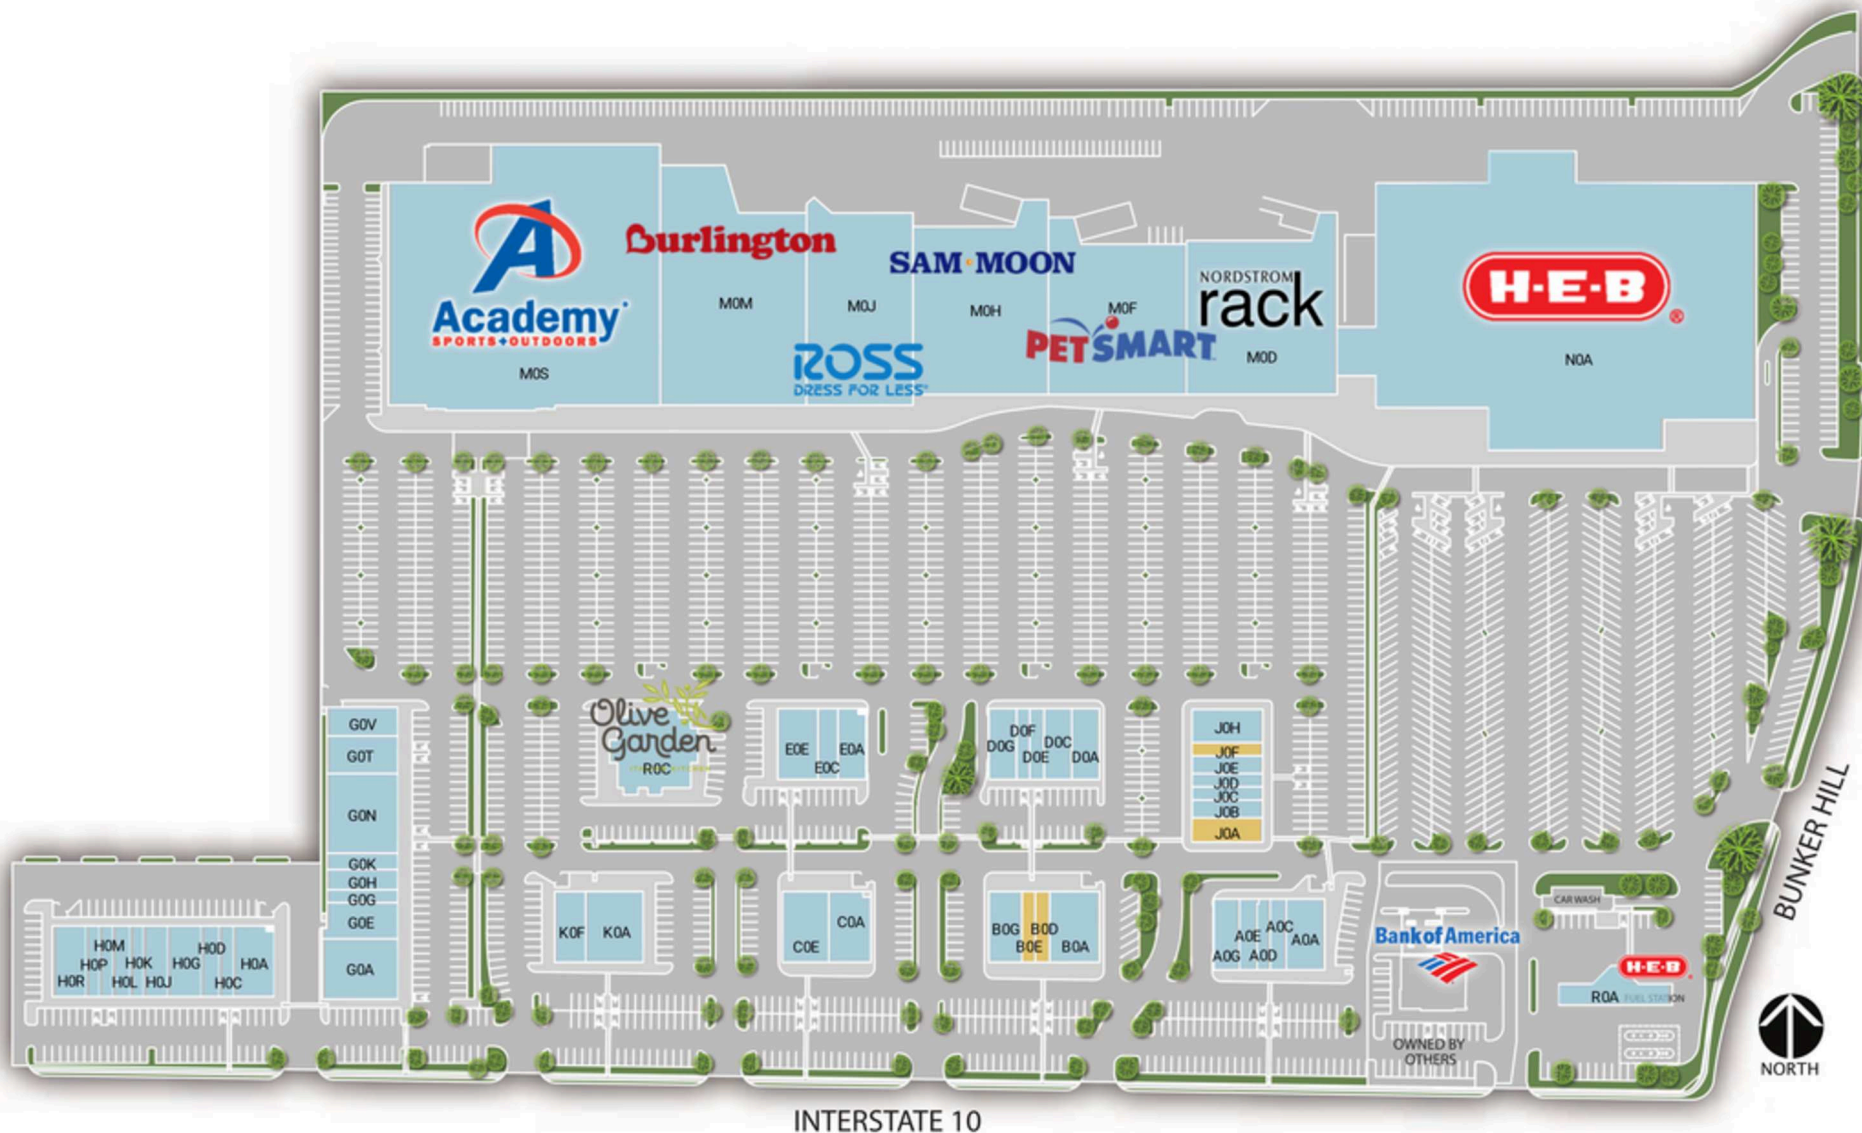 Academy
SPORTS+OUTDOORS
M0S
Burlington
M0M
M0J
ROSS
DRESS FOR LESS®
SAM·MOON
M0H
M0F
PETSMART
NORDSTROM
rack
M0D
H-E-B
®
N0A
G0V
G0T
G0N
G0K
G0H
G0G
G0E
G0A
Olive
Garden
R0C
E0E
E0A
E0C
D0F
D0G
D0C
D0E
D0A
J0H
J0F
J0E
J0D
J0C
J0B
J0A
H0M
H0D
H0P
H0K
H0G
H0A
H0R
H0L
H0J
H0C
K0F
K0A
C0A
C0E
B0G
B0D
B0E
B0A
A0C
A0E
A0A
A0G
A0D
Bank of America
OWNED BY
OTHERS
CAR WASH
H-E-B
R0A FUEL STATION
BUNKER HILL
NORTH
INTERSTATE 10